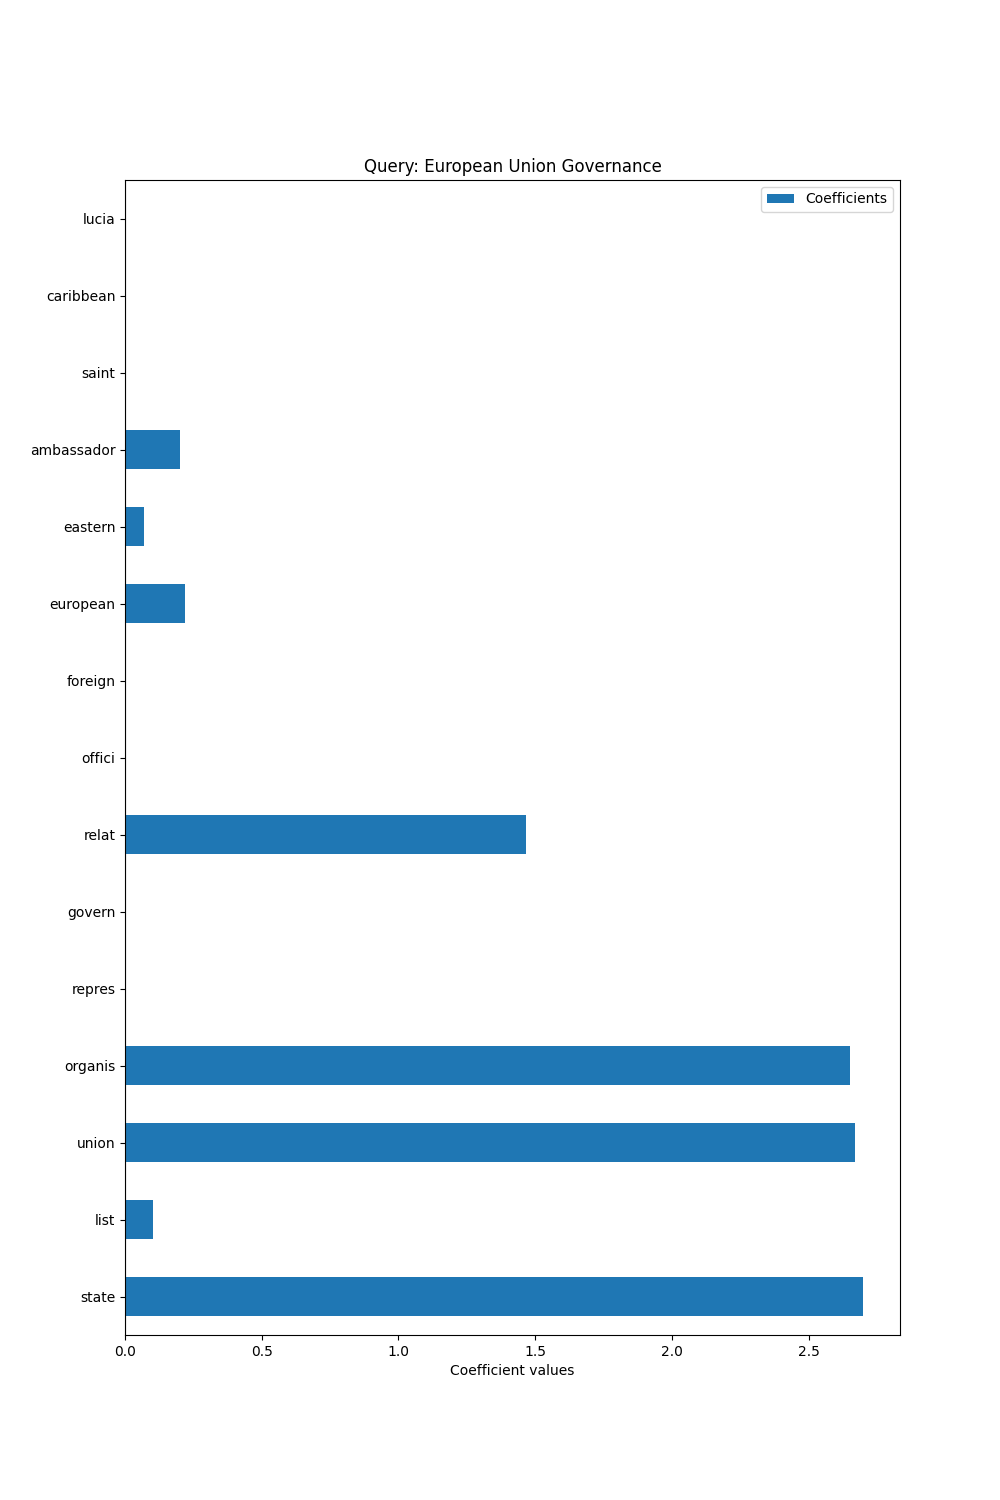 Query: European Union Governance
Coefficients
lucia
caribbean
saint
ambassador
eastern
european
foreign
offici
relat
govern
repres
organis
union
list
state
0.0 0.5 1.0 1.5 2.0 2.5
Coefficient values